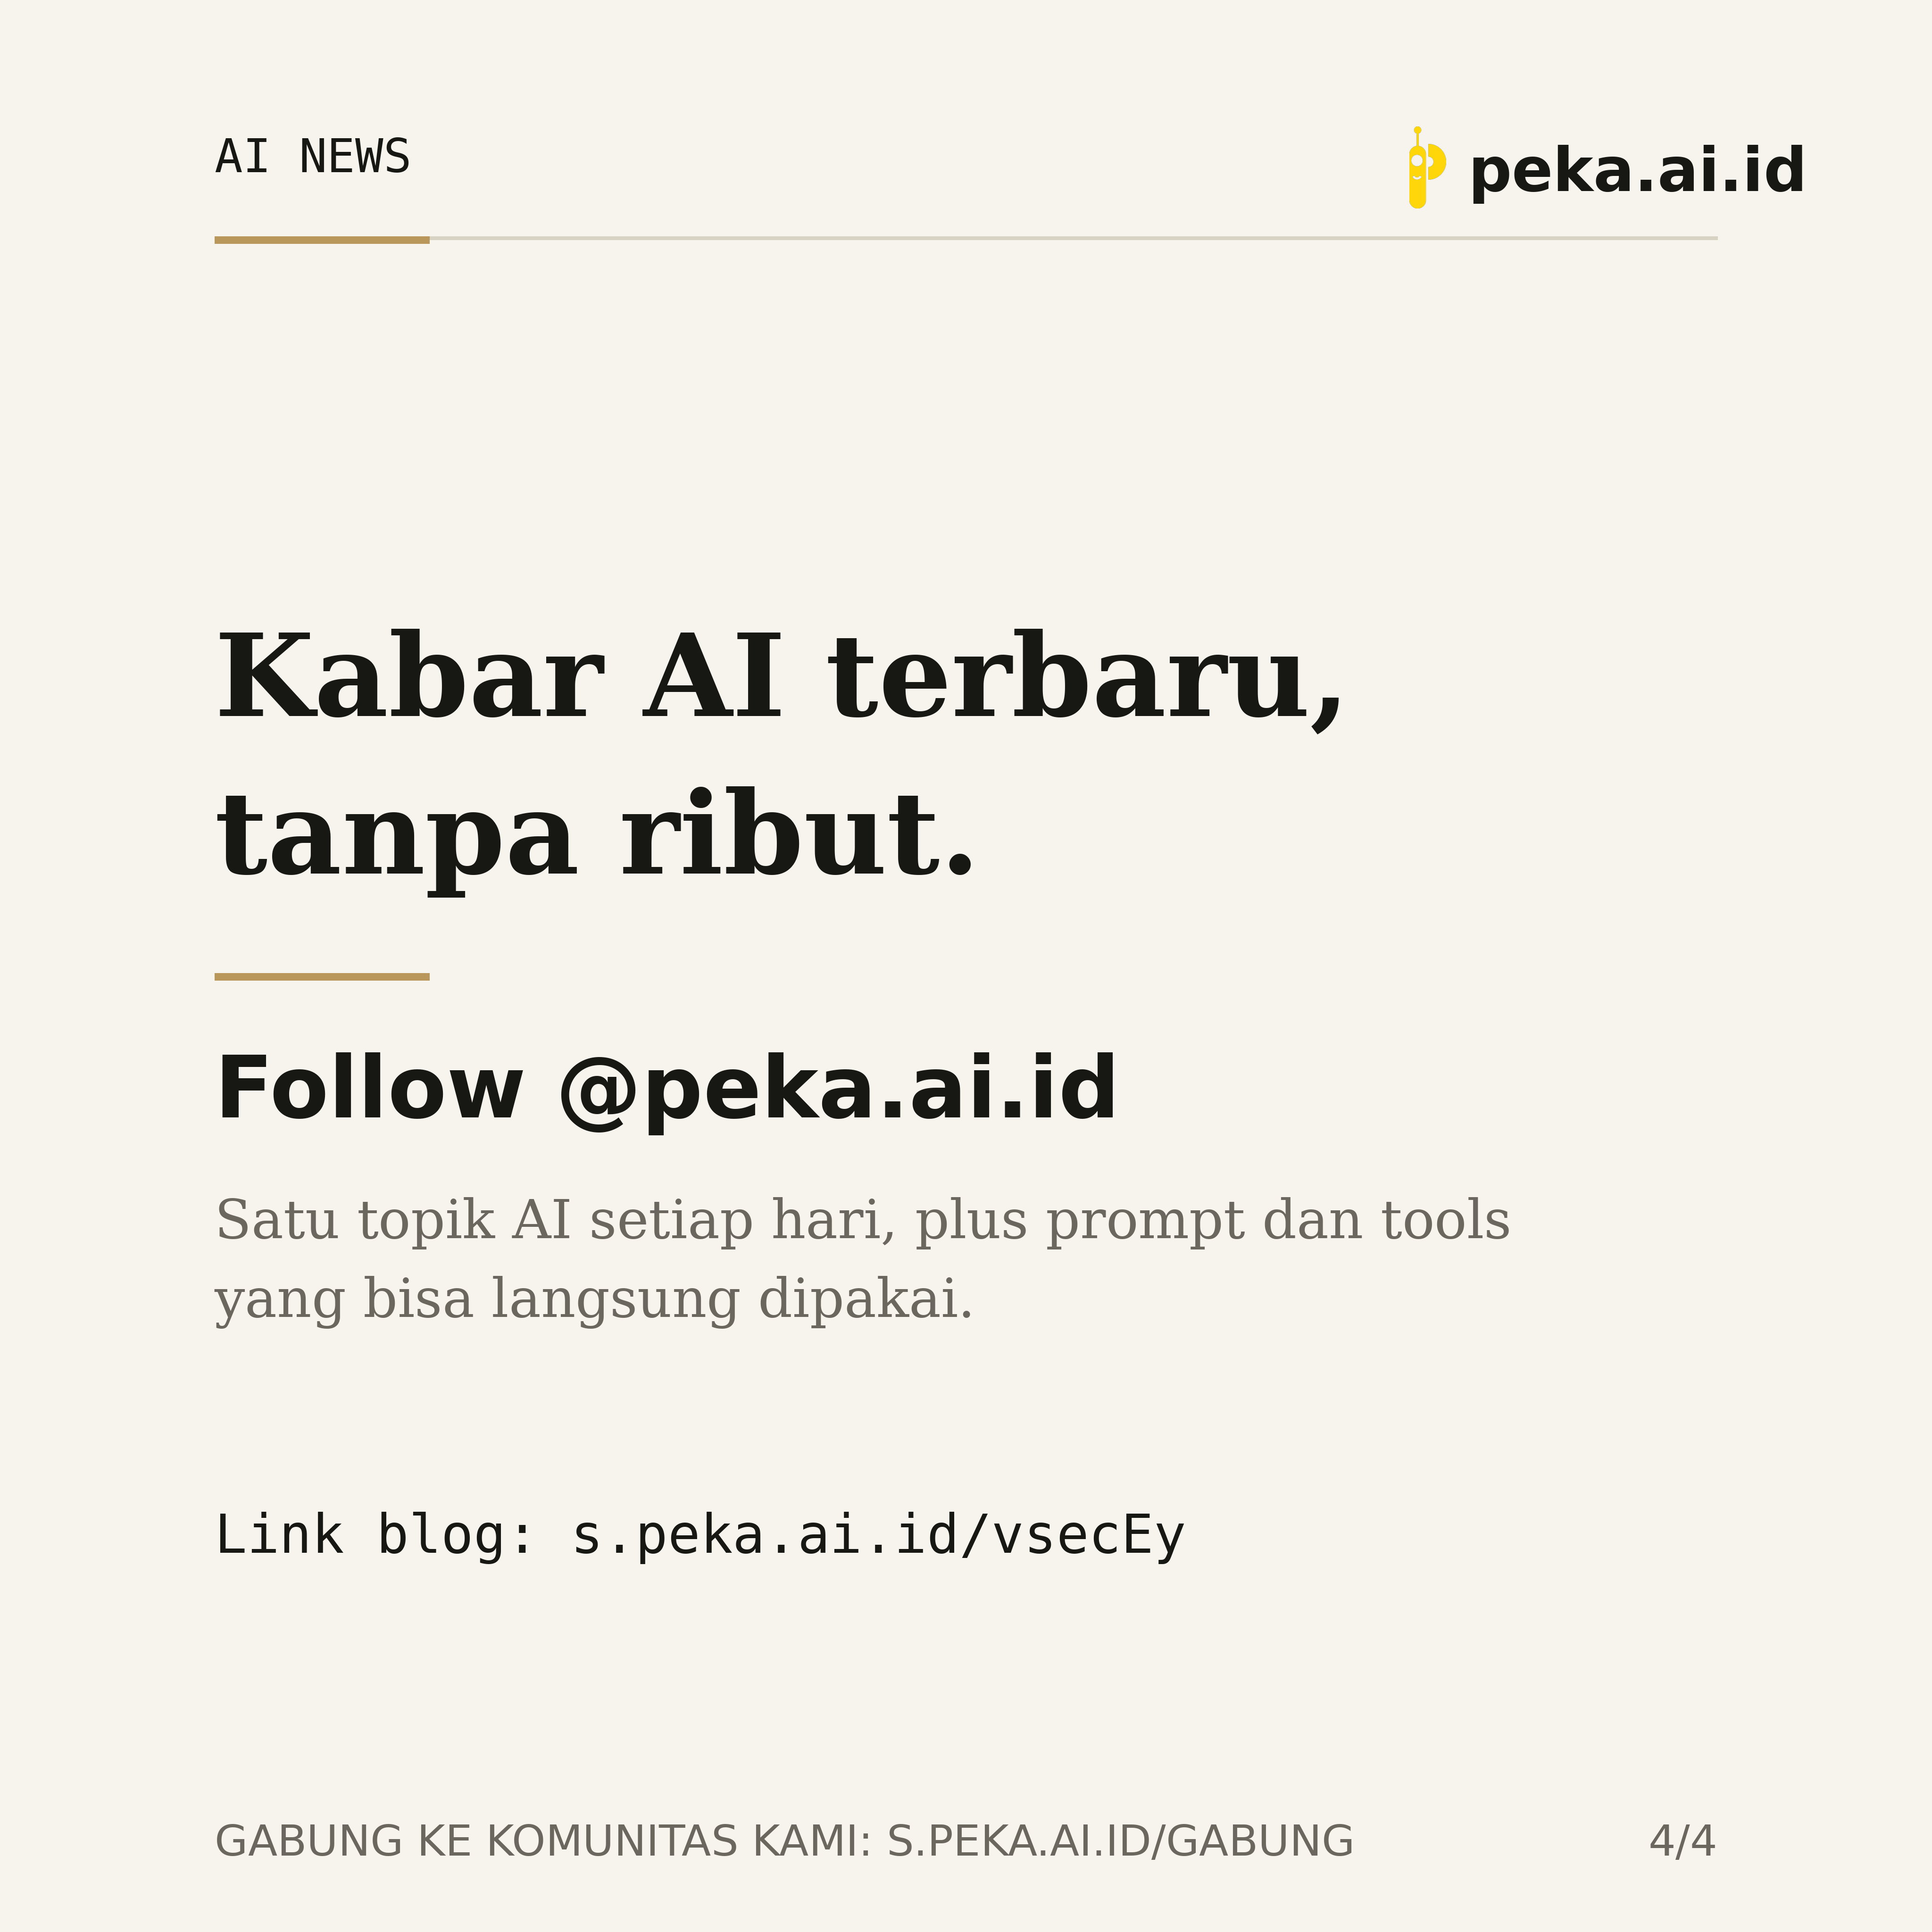 AI NEWS
peka.ai.id
Kabar AI terbaru,
tanpa ribut.
Follow @peka.ai.id
Satu topik AI setiap hari, plus prompt dan tools
yang bisa langsung dipakai.
Link blog: s.peka.ai.id/vsecEy
GABUNG KE KOMUNITAS KAMI: S.PEKA.AI.ID/GABUNG
4/4